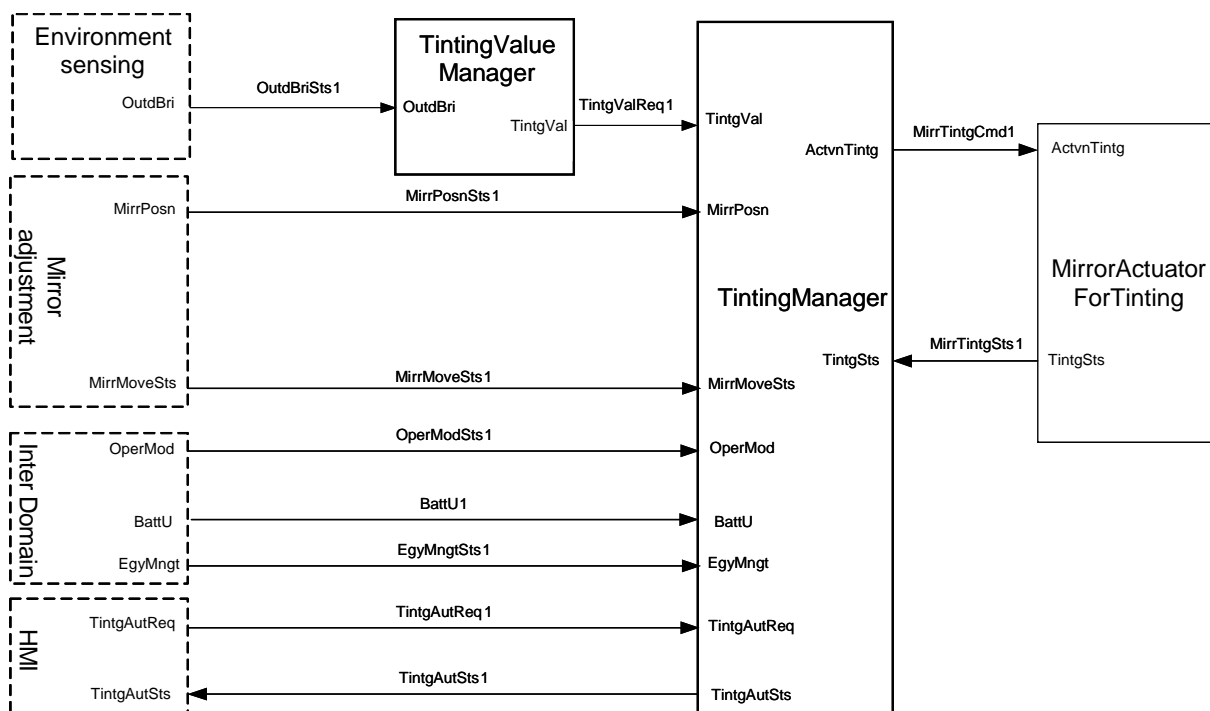 Environment
sensing
OutdBri
OutdBriSts1
TintingValue
Manager
OutdBri
TintgVal
TintgValReq1
TintgVal
ActvnTintg
MirrTintgCmd1
ActvnTintg
MirrPosn
MirrPosnSts1
MirrPosn
Mirror
adjustment
TintingManager
MirrorActuator
ForTinting
MirrTintgSts1
TintgSts
TintgSts
MirrMoveSts
MirrMoveSts1
MirrMoveSts
Inter Domain
OperMod
OperModSts1
OperMod
BattU
BattU1
BattU
EgyMngt
EgyMngtSts1
EgyMngt
HMI
TintgAutReq
TintgAutReq1
TintgAutReq
TintgAutSts
TintgAutSts1
TintgAutSts